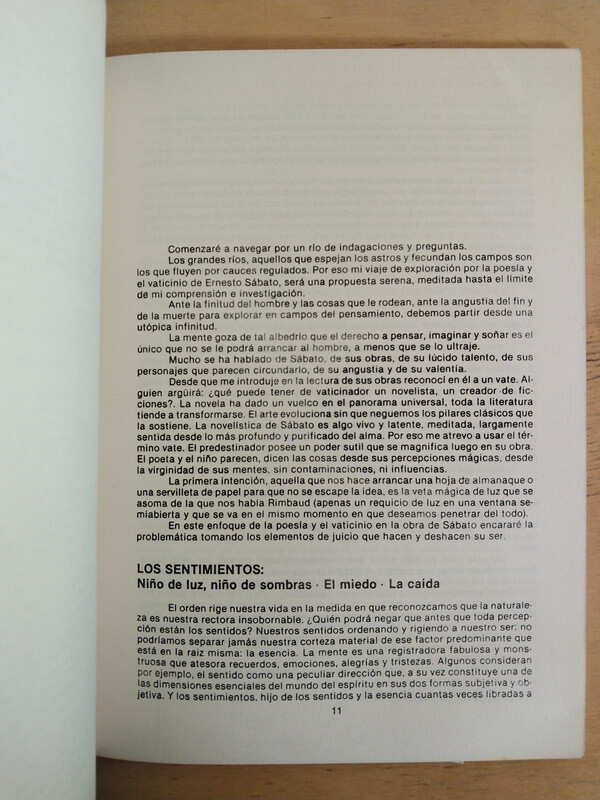 Comenzaré a navegar por un río de indagaciones y preguntas.
Los grandes ríos, aquellos que espejan los astros y fecundan los campos son
los que fluyen por cauces regulados. Por eso mi viaje de exploración por la poesía y
el vaticinio de Ernesto Sábato, será una propuesta serena, meditada hasta el límite
de mi comprensión e investigación.
Ante la finitud del hombre y las cosas que le rodean, ante la angustia del fin y
de la muerte para explorar en campos del pensamiento, debemos partir desde una
utópica infinitud.
La mente goza de tal albedrío que el derecho a pensar, imaginar y soñar es el
único que no se le podrá arrancar al hombre, a menos que se lo ultraje.
Mucho se ha hablado de Sábato, de sus obras, de su lúcido talento, de sus
personajes que parecen circundarlo, de su angustia y de su valentía.
Desde que me introduje en la lectura de sus obras reconocí en él a un vate. Al-
guien argüirá: ¿qué puede tener de vaticinador un novelista, un creador de fic-
ciones?. La novela ha dado un vuelco en el panorama universal, toda la literatura
tiende a transformarse. El arte evoluciona sin que neguemos los pilares clásicos que
la sostiene. La novelística de Sábato es algo vivo y latente, meditada, largamente
sentida desde lo más profundo y purificado del alma. Por eso me atrevo a usar el tér-
mino vate. El predestinador posee un poder sutil que se magnifica luego en su obra.
El poeta y el niño parecen, dicen las cosas desde sus percepciones mágicas, desde
la virginidad de sus mentes, sin contaminaciones, ni influencias.
La primera intención, aquella que nos hace arrancar una hoja de almanaque o
una servilleta de papel para que no se escape la idea, es la veta mágica de luz que se
asoma de la que nos habla Rimbaud (apenas un requicio de luz en una ventana se-
miabierta y que se va en el mismo momento en que deseamos penetrar del todo).
En este enfoque de la poesía y el vaticinio en la obra de Sábato encararé la
problemática tomando los elementos de juicio que hacen y deshacen su ser.
LOS SENTIMIENTOS:
Niño de luz, niño de sombras · El miedo · La caída
El orden rige nuestra vida en la medida en que reconozcamos que la naturale-
za es nuestra rectora insobornable. ¿Quién podrá negar que antes que toda percep-
ción están los sentidos? Nuestros sentidos ordenando y rigiendo a nuestro ser; no
podríamos separar jamás nuestra corteza material de ese factor predominante que
está en la raíz misma: la esencia. La mente es una registradora fabulosa y mons-
truosa que atesora recuerdos, emociones, alegrías y tristezas. Algunos consideran
por ejemplo, el sentido como una peculiar dirección que, a su vez constituye una de
las dimensiones esenciales del mundo del espíritu en sus dos formas subjetiva y ob-
jetiva. Y los sentimientos, hijo de los sentidos y la esencia cuantas veces libradas a
11